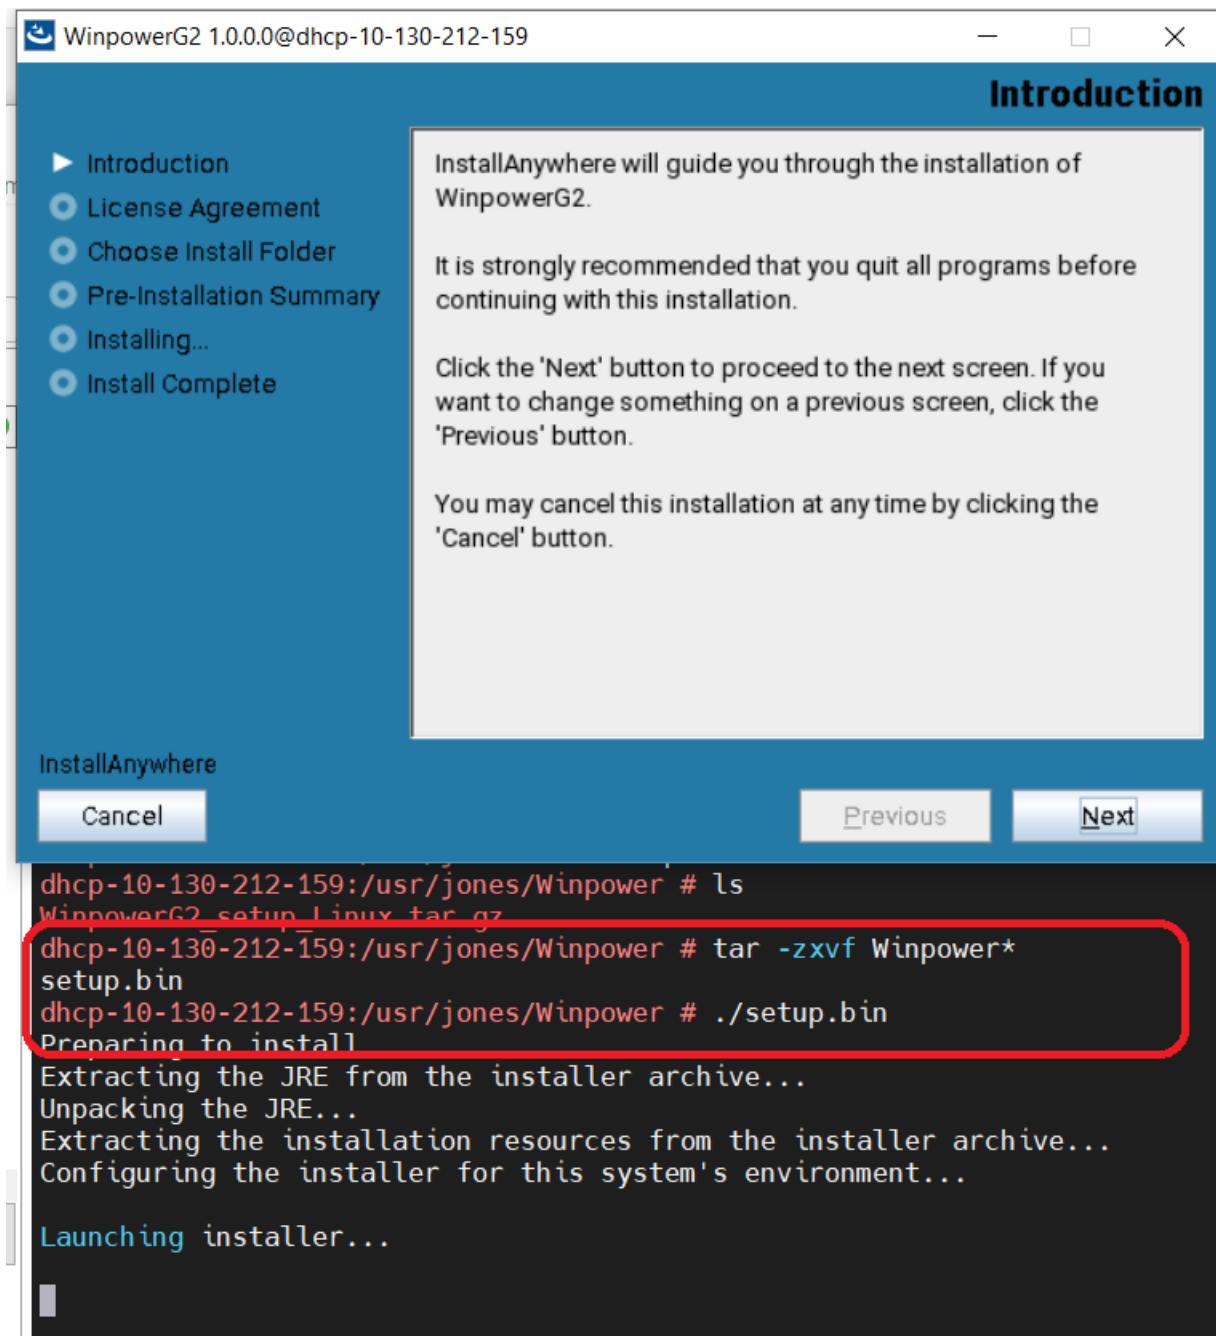 WinpowerG2 1.0.0.0@dhcp-10-130-212-159
Introduction
Introduction
License Agreement
Choose Install Folder
Pre-Installation Summary
Installing...
Install Complete
InstallAnywhere will guide you through the installation of
WinpowerG2.
It is strongly recommended that you quit all programs before
continuing with this installation.
Click the 'Next' button to proceed to the next screen. If you
want to change something on a previous screen, click the
'Previous' button.
You may cancel this installation at any time by clicking the
'Cancel' button.
InstallAnywhere
Cancel
Previous
Next
dhcp-10-130-212-159:/usr/jones/Winpower # ls
WinpowerG2_setup_Linux.tar.gz
dhcp-10-130-212-159:/usr/jones/Winpower # tar -zxvf Winpower*
setup.bin
dhcp-10-130-212-159:/usr/jones/Winpower # ./setup.bin
Preparing to install
Extracting the JRE from the installer archive...
Unpacking the JRE...
Extracting the installation resources from the installer archive...
Configuring the installer for this system's environment...
Launching installer...